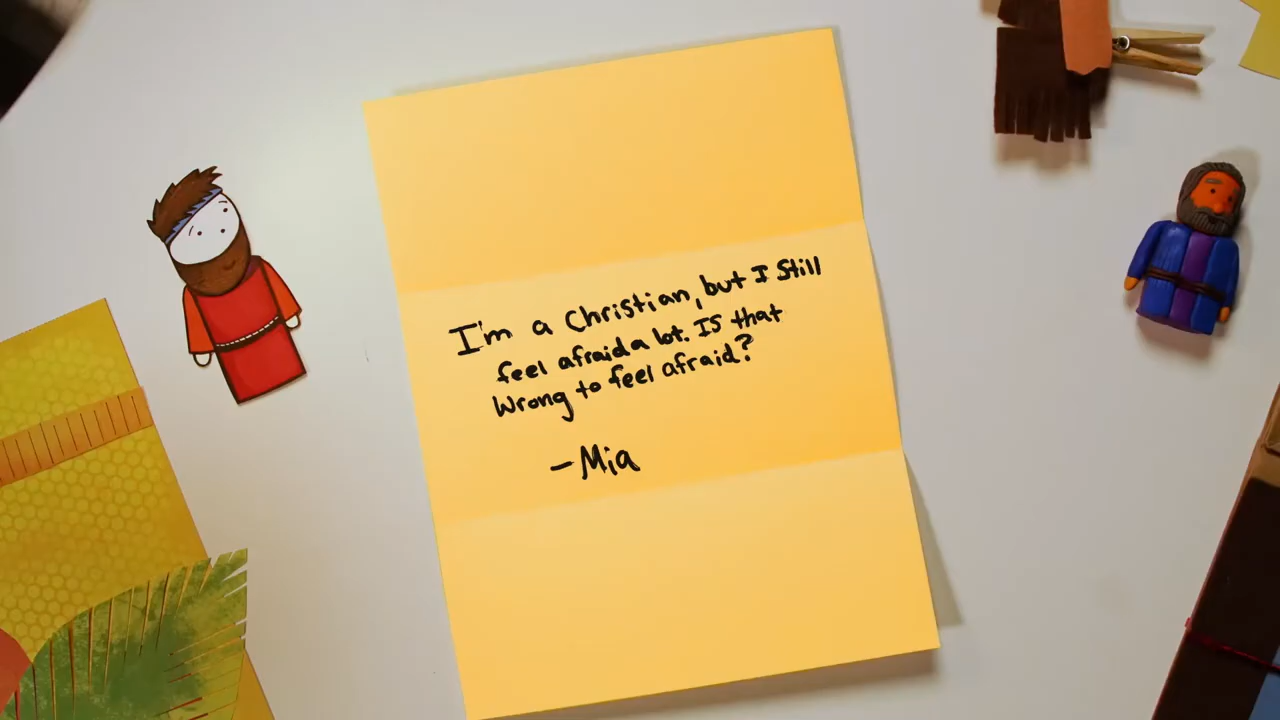 I'm a Christian, but I Still
feel afraid a lot. IS that
Wrong to feel afraid?
-Mia